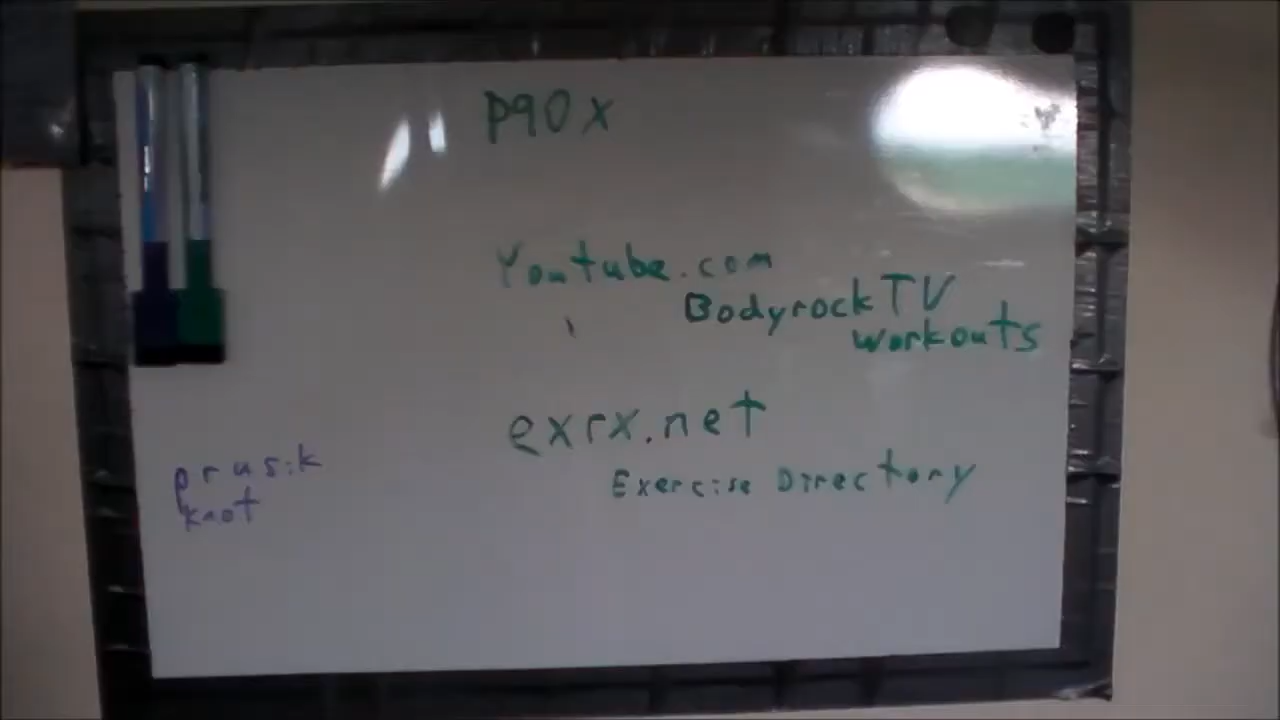 P90X
Youtube.com
BodyrockTV
workouts
exrx.net
Exercise Directory
prusik
knot